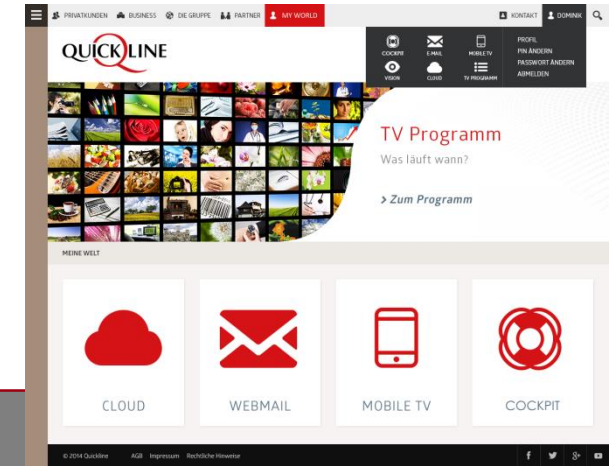 PRIVATKUNDEN BUSINESS DIE GRUPPE PARTNER MY WORLD KONTAKT DOMINIK
QUICKLINE
COCKPIT E-MAIL MOBILE TV
VISION CLOUD TV PROGRAMM
PROFIL
PIN ÄNDERN
PASSWORT ÄNDERN
ABMELDEN
TV Programm
Was läuft wann?
> Zum Programm
MEINE WELT
CLOUD WEBMAIL MOBILE TV COCKPIT
© 2014 Quickline AGB Impressum Rechtliche Hinweise